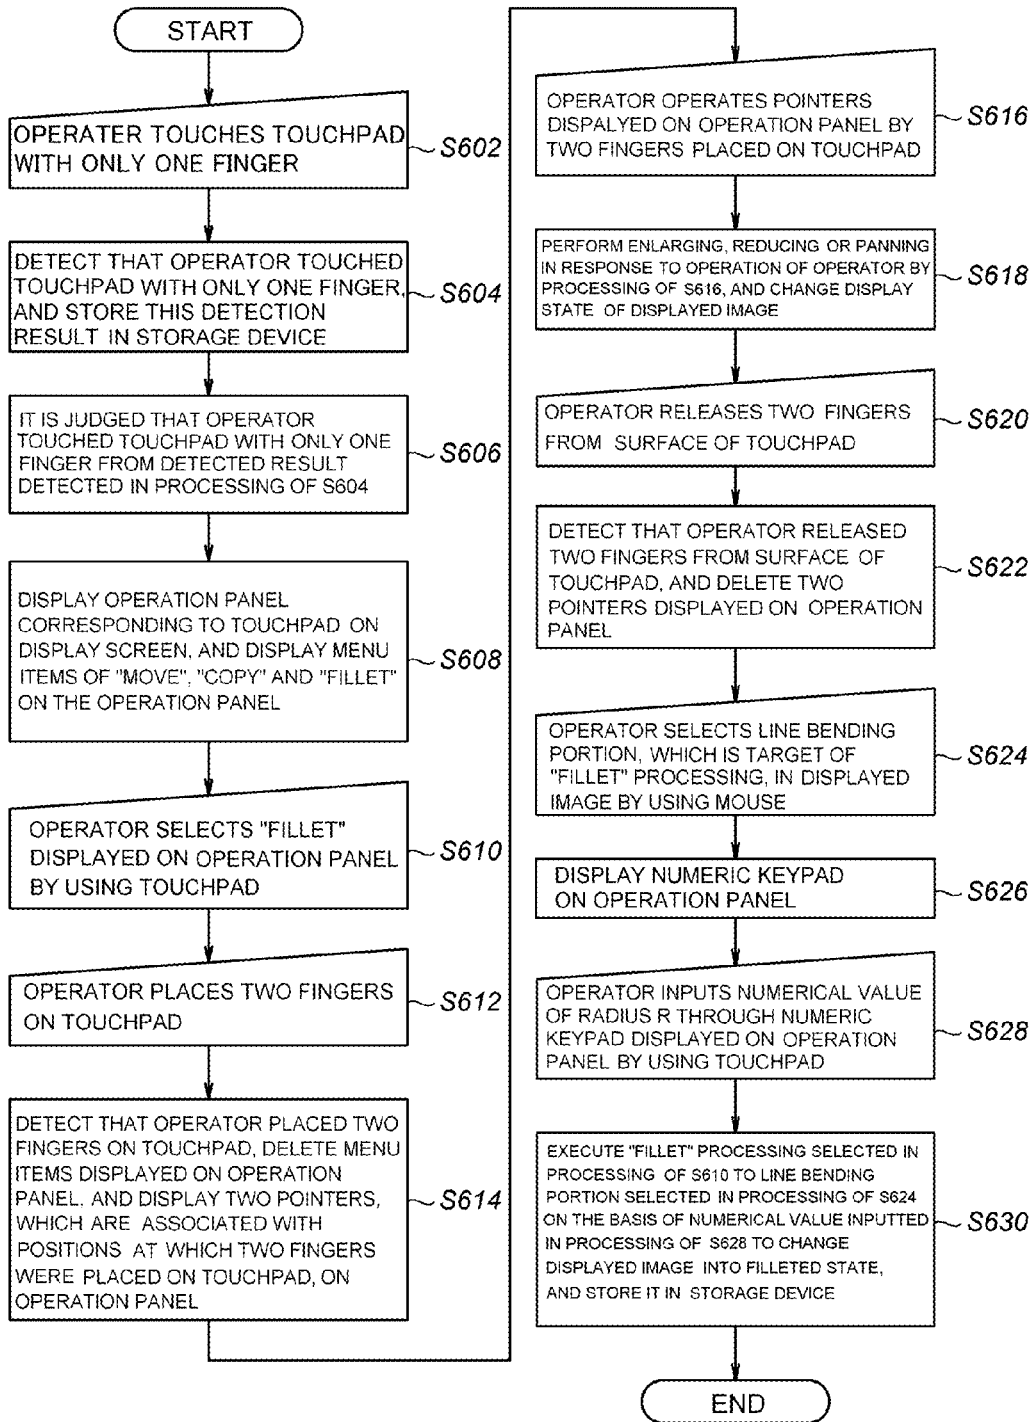 START
OPERATER TOUCHES TOUCHPAD
WITH ONLY ONE FINGER
S602
DETECT THAT OPERATOR TOUCHED
TOUCHPAD WITH ONLY ONE FINGER,
AND STORE THIS DETECTION
RESULT IN STORAGE DEVICE
S604
IT IS JUDGED THAT OPERATOR
TOUCHED TOUCHPAD WITH ONLY ONE
FINGER FROM DETECTED RESULT
DETECTED IN PROCESSING OF S604
S606
DISPLAY OPERATION PANEL
CORRESPONDING TO TOUCHPAD ON
DISPLAY SCREEN, AND DISPLAY MENU
ITEMS OF "MOVE", "COPY" AND "FILLET"
ON THE OPERATION PANEL
S608
OPERATOR SELECTS "FILLET"
DISPLAYED ON OPERATION PANEL
BY USING TOUCHPAD
S610
OPERATOR PLACES TWO FINGERS
ON TOUCHPAD
S612
DETECT THAT OPERATOR PLACED TWO
FINGERS ON TOUCHPAD, DELETE MENU
ITEMS DISPLAYED ON OPERATION
PANEL, AND DISPLAY TWO POINTERS,
WHICH ARE ASSOCIATED WITH
POSITIONS AT WHICH TWO FINGERS
WERE PLACED ON TOUCHPAD, ON
OPERATION PANEL
S614
OPERATOR OPERATES POINTERS
DISPALYED ON OPERATION PANEL BY
TWO FINGERS PLACED ON TOUCHPAD
S616
PERFORM ENLARGING, REDUCING OR PANNING
IN RESPONSE TO OPERATION OF OPERATOR BY
PROCESSING OF S616, AND CHANGE DISPLAY
STATE OF DISPLAYED IMAGE
S618
OPERATOR RELEASES TWO FINGERS
FROM SURFACE OF TOUCHPAD
S620
DETECT THAT OPERATOR RELEASED
TWO FINGERS FROM SURFACE OF
TOUCHPAD, AND DELETE TWO
POINTERS DISPLAYED ON OPERATION
PANEL
S622
OPERATOR SELECTS LINE BENDING
PORTION, WHICH IS TARGET OF
"FILLET" PROCESSING, IN DISPLAYED
IMAGE BY USING MOUSE
S624
DISPLAY NUMERIC KEYPAD
ON OPERATION PANEL
S626
OPERATOR INPUTS NUMERICAL VALUE
OF RADIUS R THROUGH NUMERIC
KEYPAD DISPLAYED ON OPERATION
PANEL BY USING TOUCHPAD
S628
EXECUTE "FILLET" PROCESSING SELECTED IN
PROCESSING OF S610 TO LINE BENDING
PORTION SELECTED IN PROCESSING OF S624
ON THE BASIS OF NUMERICAL VALUE INPUTTED
IN PROCESSING OF S628 TO CHANGE
DISPLAYED IMAGE INTO FILLETED STATE,
AND STORE IT IN STORAGE DEVICE
S630
END